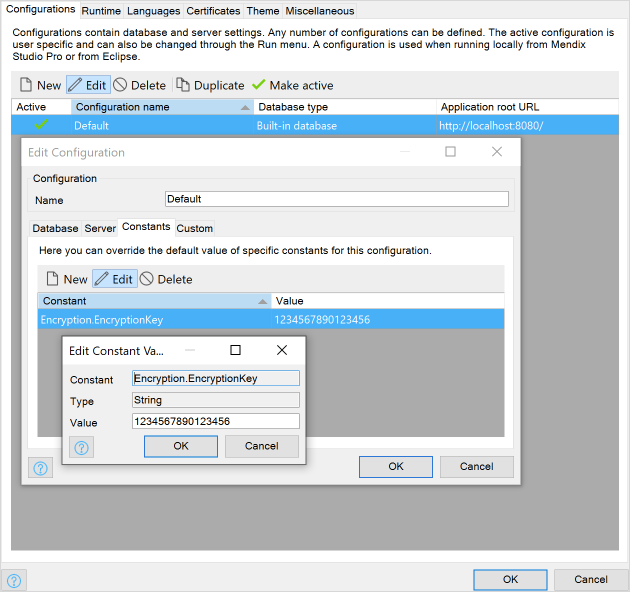 Configurations Runtime Languages Certificates Theme Miscellaneous
Configurations contain database and server settings. Any number of configurations can be defined. The active configuration is
user specific and can also be changed through the Run menu. A configuration is used when running locally from Mendix
Studio Pro or from Eclipse.
New Edit Delete Duplicate Make active
Active Configuration name Database type Application root URL
Default Built-in database http://localhost:8080/
Edit Configuration
Configuration
Name Default
Database Server Constants Custom
Here you can override the default value of specific constants for this configuration.
New Edit Delete
Constant Value
Encryption.EncryptionKey 1234567890123456
Edit Constant Va...
Constant Encryption.EncryptionKey
Type String
Value 1234567890123456
? OK Cancel
? OK Cancel
? OK Cancel